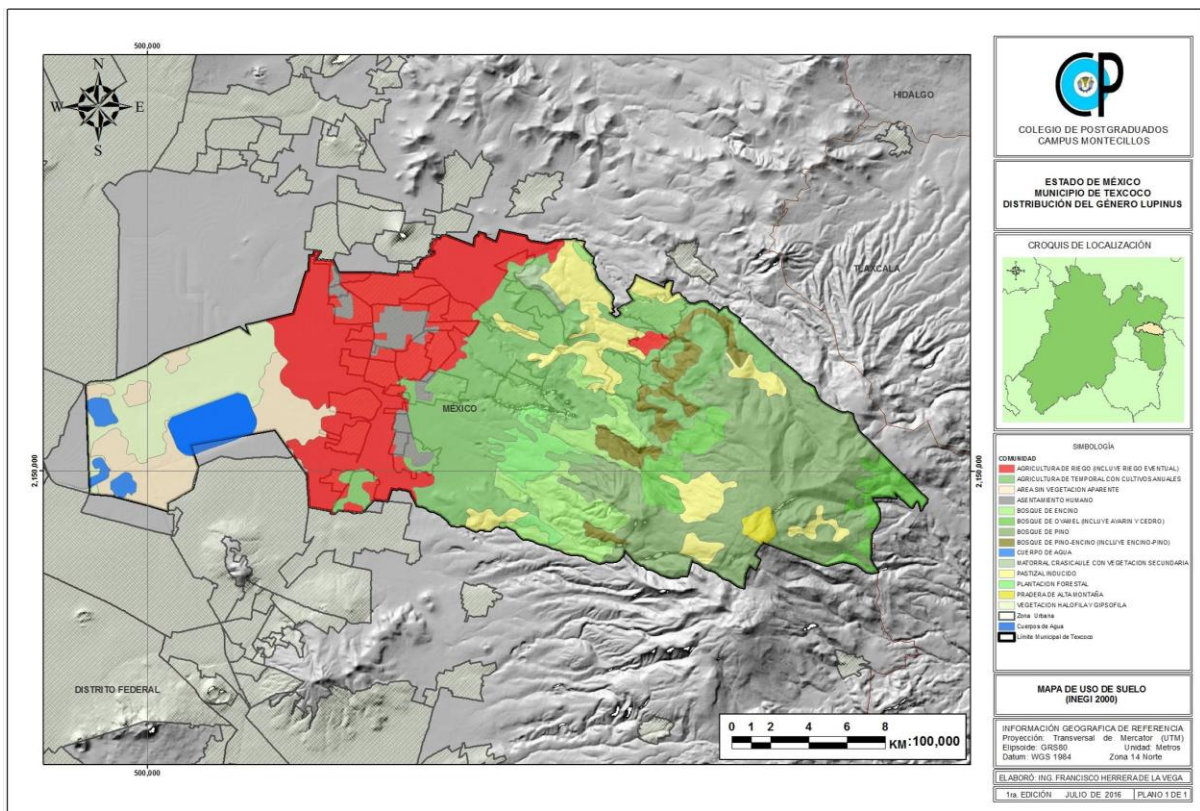 500,000
N
W E
S
HIDALGO
TLAXCALA
MEXICO
2,150,000
2,150,000
DISTRITO FEDERAL
0 1 2 4 6 8
KM :100,000
500,000
CP
COLEGIO DE POSTGRADUADOS
CAMPUS MONTECILLOS
ESTADO DE MÉXICO
MUNICIPIO DE TEXCOCO
DISTRIBUCIÓN DEL GÉNERO LUPINUS
CROQUIS DE LOCALIZACIÓN
SIMBOLOGÍA
COMUNIDAD
AGRICULTURA DE RIEGO (INCLUYE RIEGO EVENTUAL)
AGRICULTURA DE TEMPORAL CON CULTIVOS ANUALES
AREA SIN VEGETACION APARENTE
ASENTAMIENTO HUMANO
BOSQUE DE ENCINO
BOSQUE DE OYAMEL (INCLUYE AYARIN Y CEDRO)
BOSQUE DE PINO
BOSQUE DE PINO-ENCINO (INCLUYE ENCINO-PINO)
CUERPO DE AGUA
MATORRAL CRASICAULE CON VEGETACION SECUNDARIA
PASTIZAL INDUCIDO
PLANTACION FORESTAL
PRADERA DE ALTA MONTAÑA
VEGETACION HALOFILA Y GIPSOFILA
Zona Urbana
Cuerpos de Agua
Límite Municipal de Texcoco
MAPA DE USO DE SUELO
(INEGI 2000)
INFORMACIÓN GEOGRAFICA DE REFERENCIA
Proyección: Transversal de Mercator (UTM)
Elipsoide: GRS80 Unidad: Metros
Datum: WGS 1984 Zona 14 Norte
ELABORÓ: ING. FRANCISCO HERRERA DE LA VEGA
1ra. EDICIÓN JULIO DE 2016 PLANO 1 DE 1